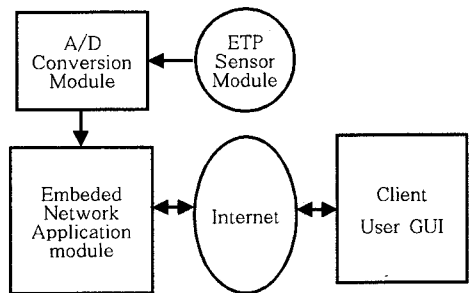 A/D
Conversion
Module
ETP
Sensor
Module
Embeded
Network
Application
module
Internet
Client
User GUI